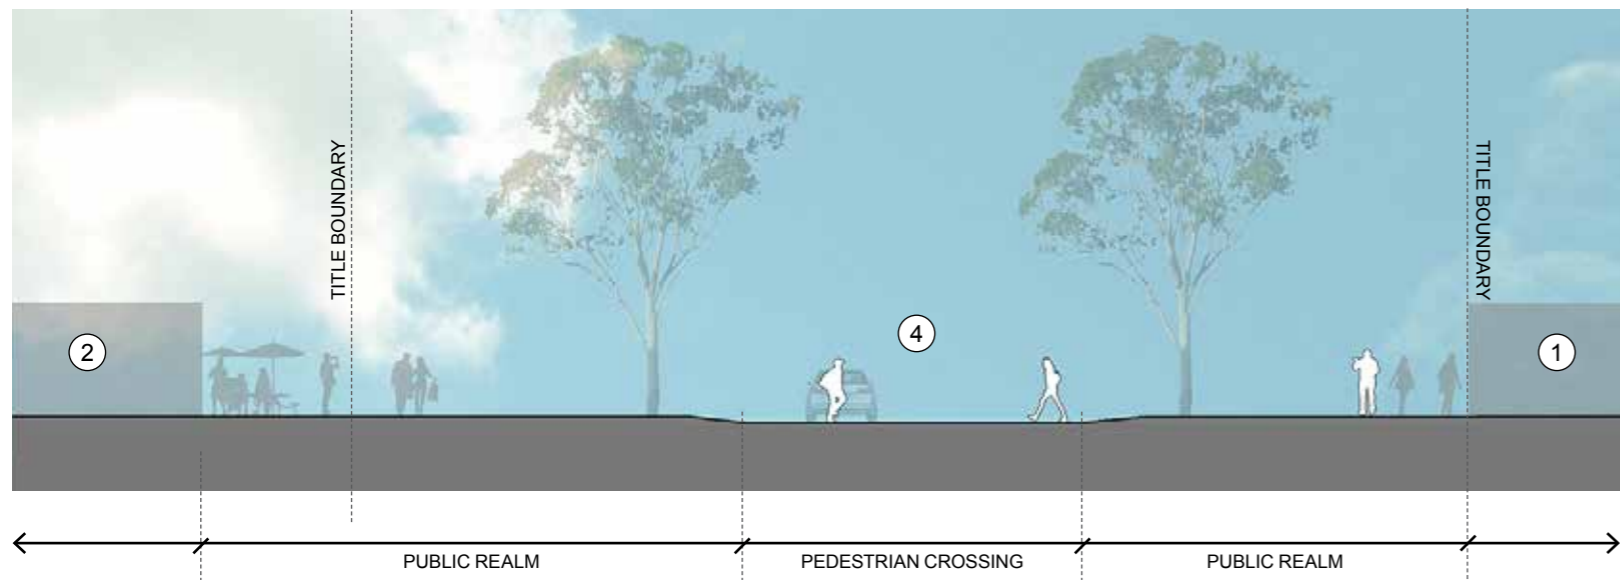 TITLE BOUNDARY
TITLE BOUNDARY
2
4
1
PUBLIC REALM
PEDESTRIAN CROSSING
PUBLIC REALM